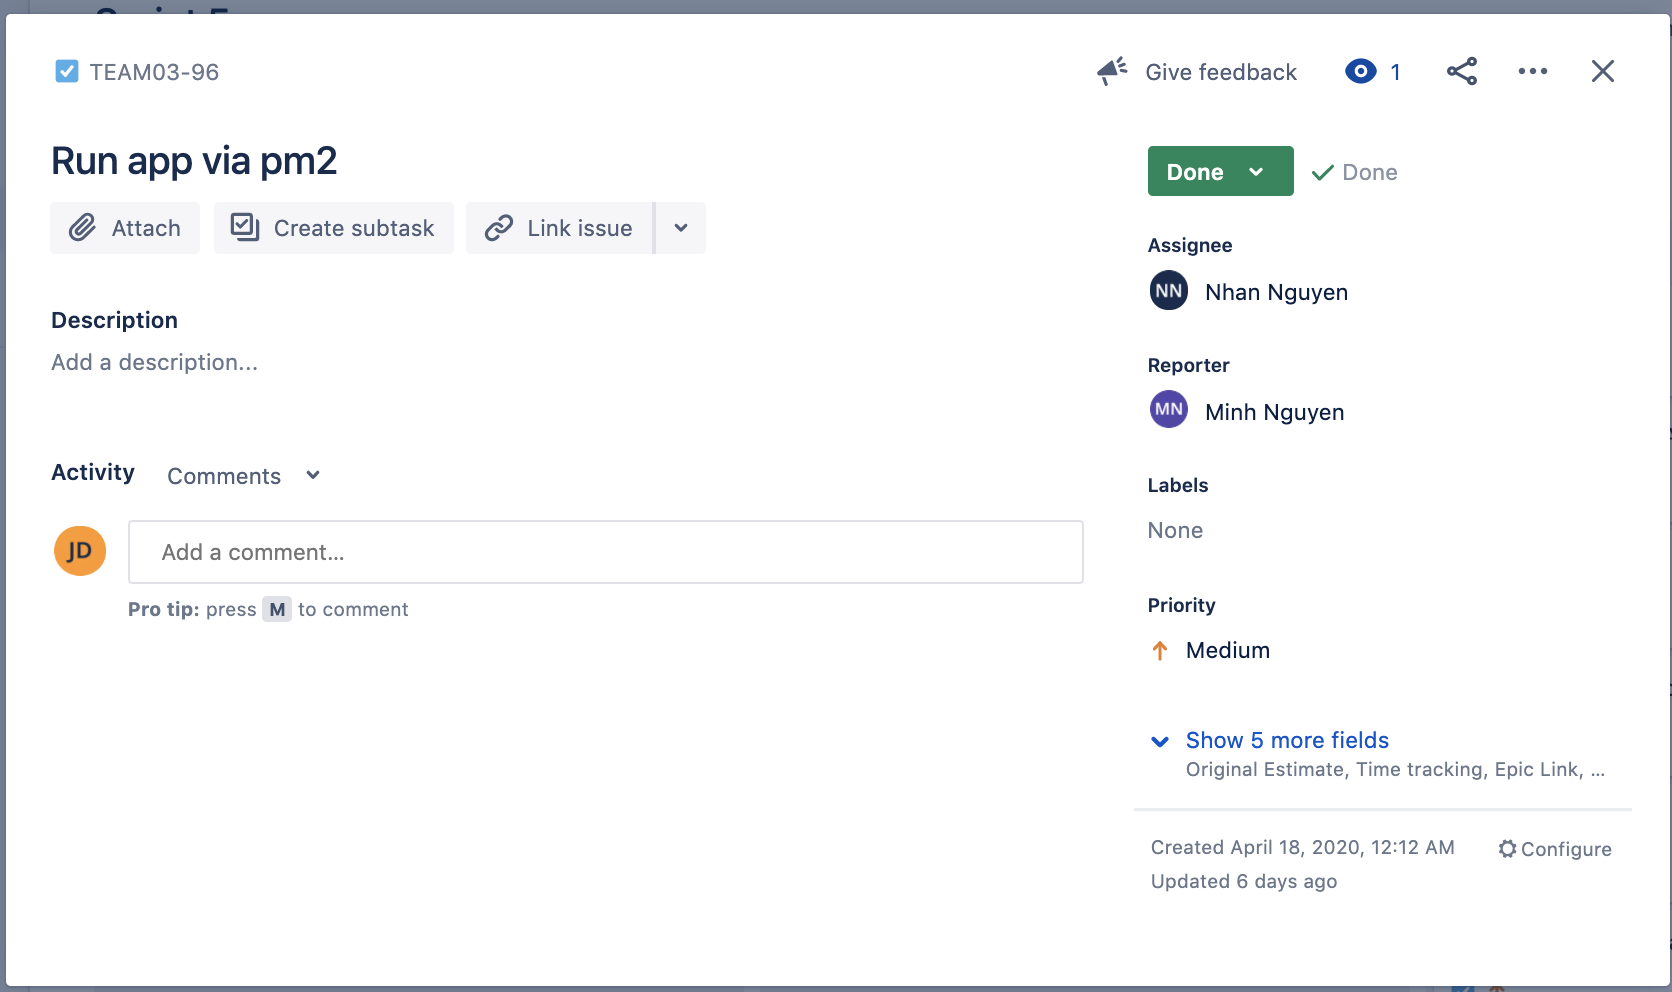 TEAM03-96
Give feedback
1
Run app via pm2
Attach
Create subtask
Link issue
Description
Add a description...
Activity
Comments
JD
Add a comment...
Pro tip: press M to comment
Done
Done
Assignee
NN
Nhan Nguyen
Reporter
MN
Minh Nguyen
Labels
None
Priority
Medium
Show 5 more fields
Original Estimate, Time tracking, Epic Link, ...
Created April 18, 2020, 12:12 AM
Configure
Updated 6 days ago